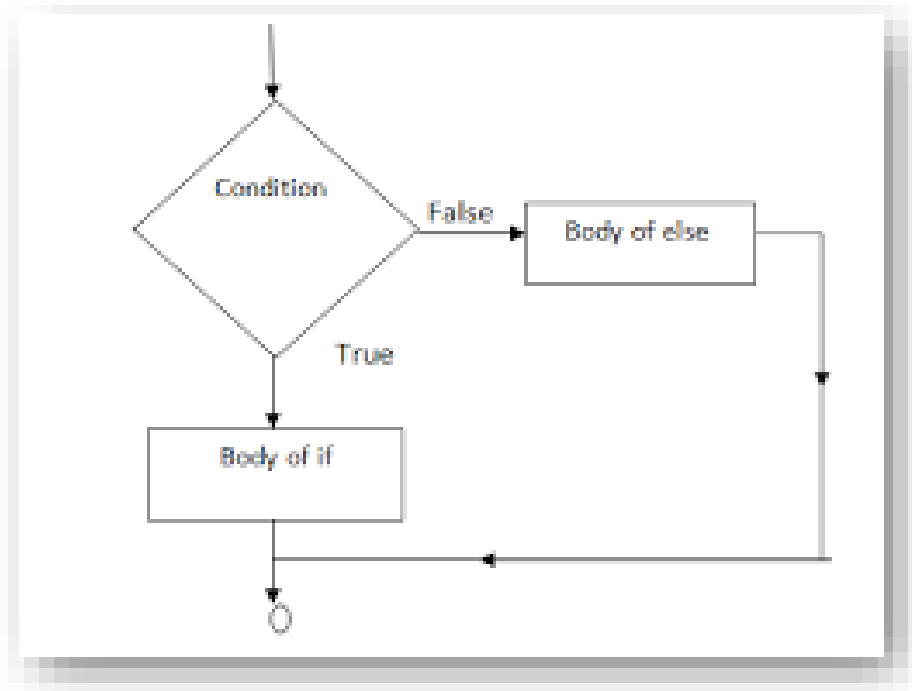 Condition
False
Body of else
True
Body of if